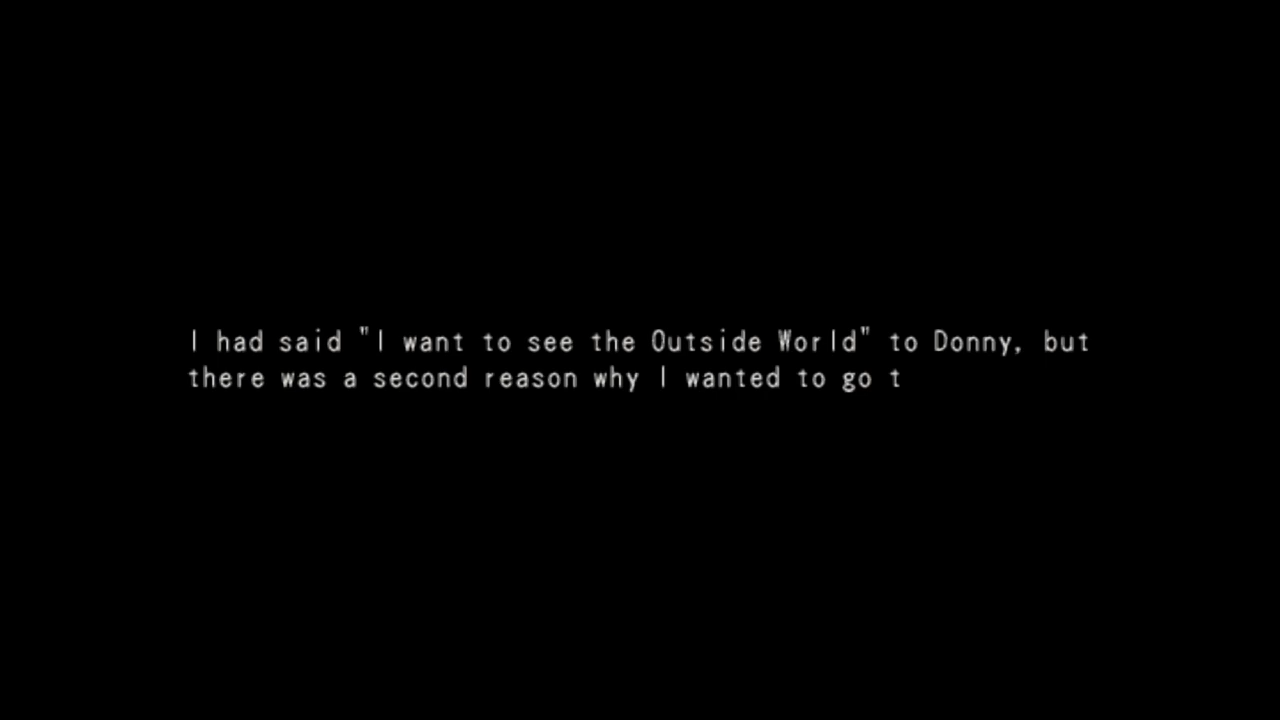 I had said "I want to see the Outside World" to Donny, but
there was a second reason why I wanted to go t